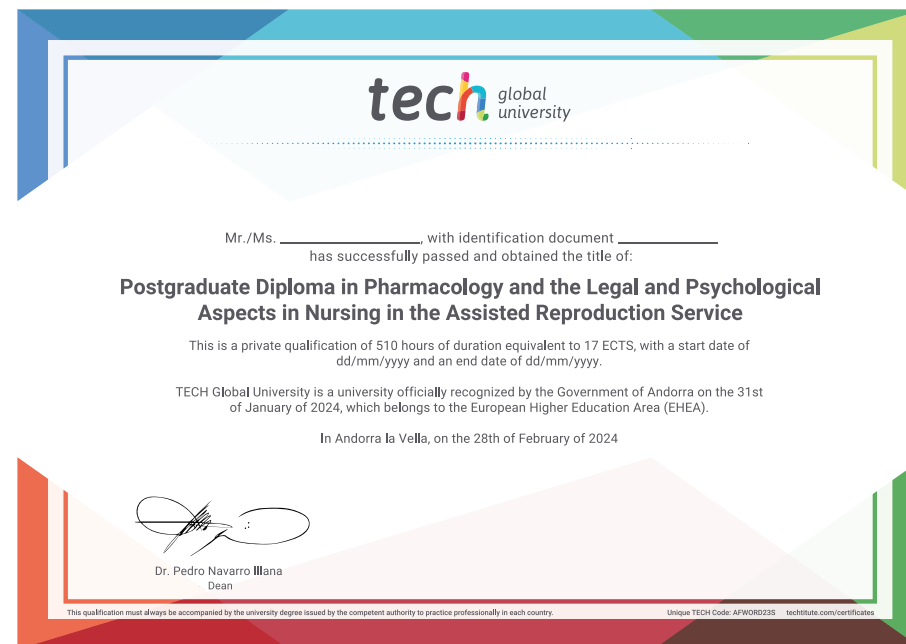 tech global
university
Mr./Ms. ____________________, with identification document ______________
has successfully passed and obtained the title of:
Postgraduate Diploma in Pharmacology and the Legal and Psychological
Aspects in Nursing in the Assisted Reproduction Service
This is a private qualification of 510 hours of duration equivalent to 17 ECTS, with a start date of
dd/mm/yyyy and an end date of dd/mm/yyyy.
TECH Global University is a university officially recognized by the Government of Andorra on the 31st
of January of 2024, which belongs to the European Higher Education Area (EHEA).
In Andorra la Vella, on the 28th of February of 2024
Dr. Pedro Navarro Illana
Dean
This qualification must always be accompanied by the university degree issued by the competent authority to practice professionally in each country.
Unique TECH Code: AFWORD23S techtitute.com/certificates